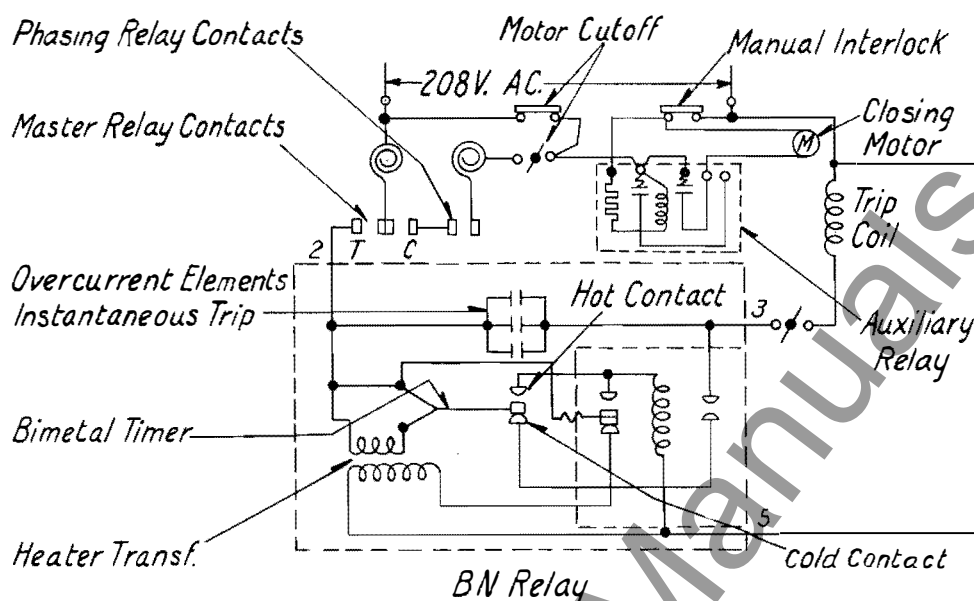 Phasing Relay Contacts
Motor Cutoff
Manual Interlock
208V. AC.
Master Relay Contacts
Closing
Motor
M
2 T C
Trip
Coil
Overcurrent Elements
Instantaneous Trip
Hot Contact
3
Auxiliary
Relay
Bimetal Timer
5
Heater Transf.
Cold Contact
BN Relay
Manuals